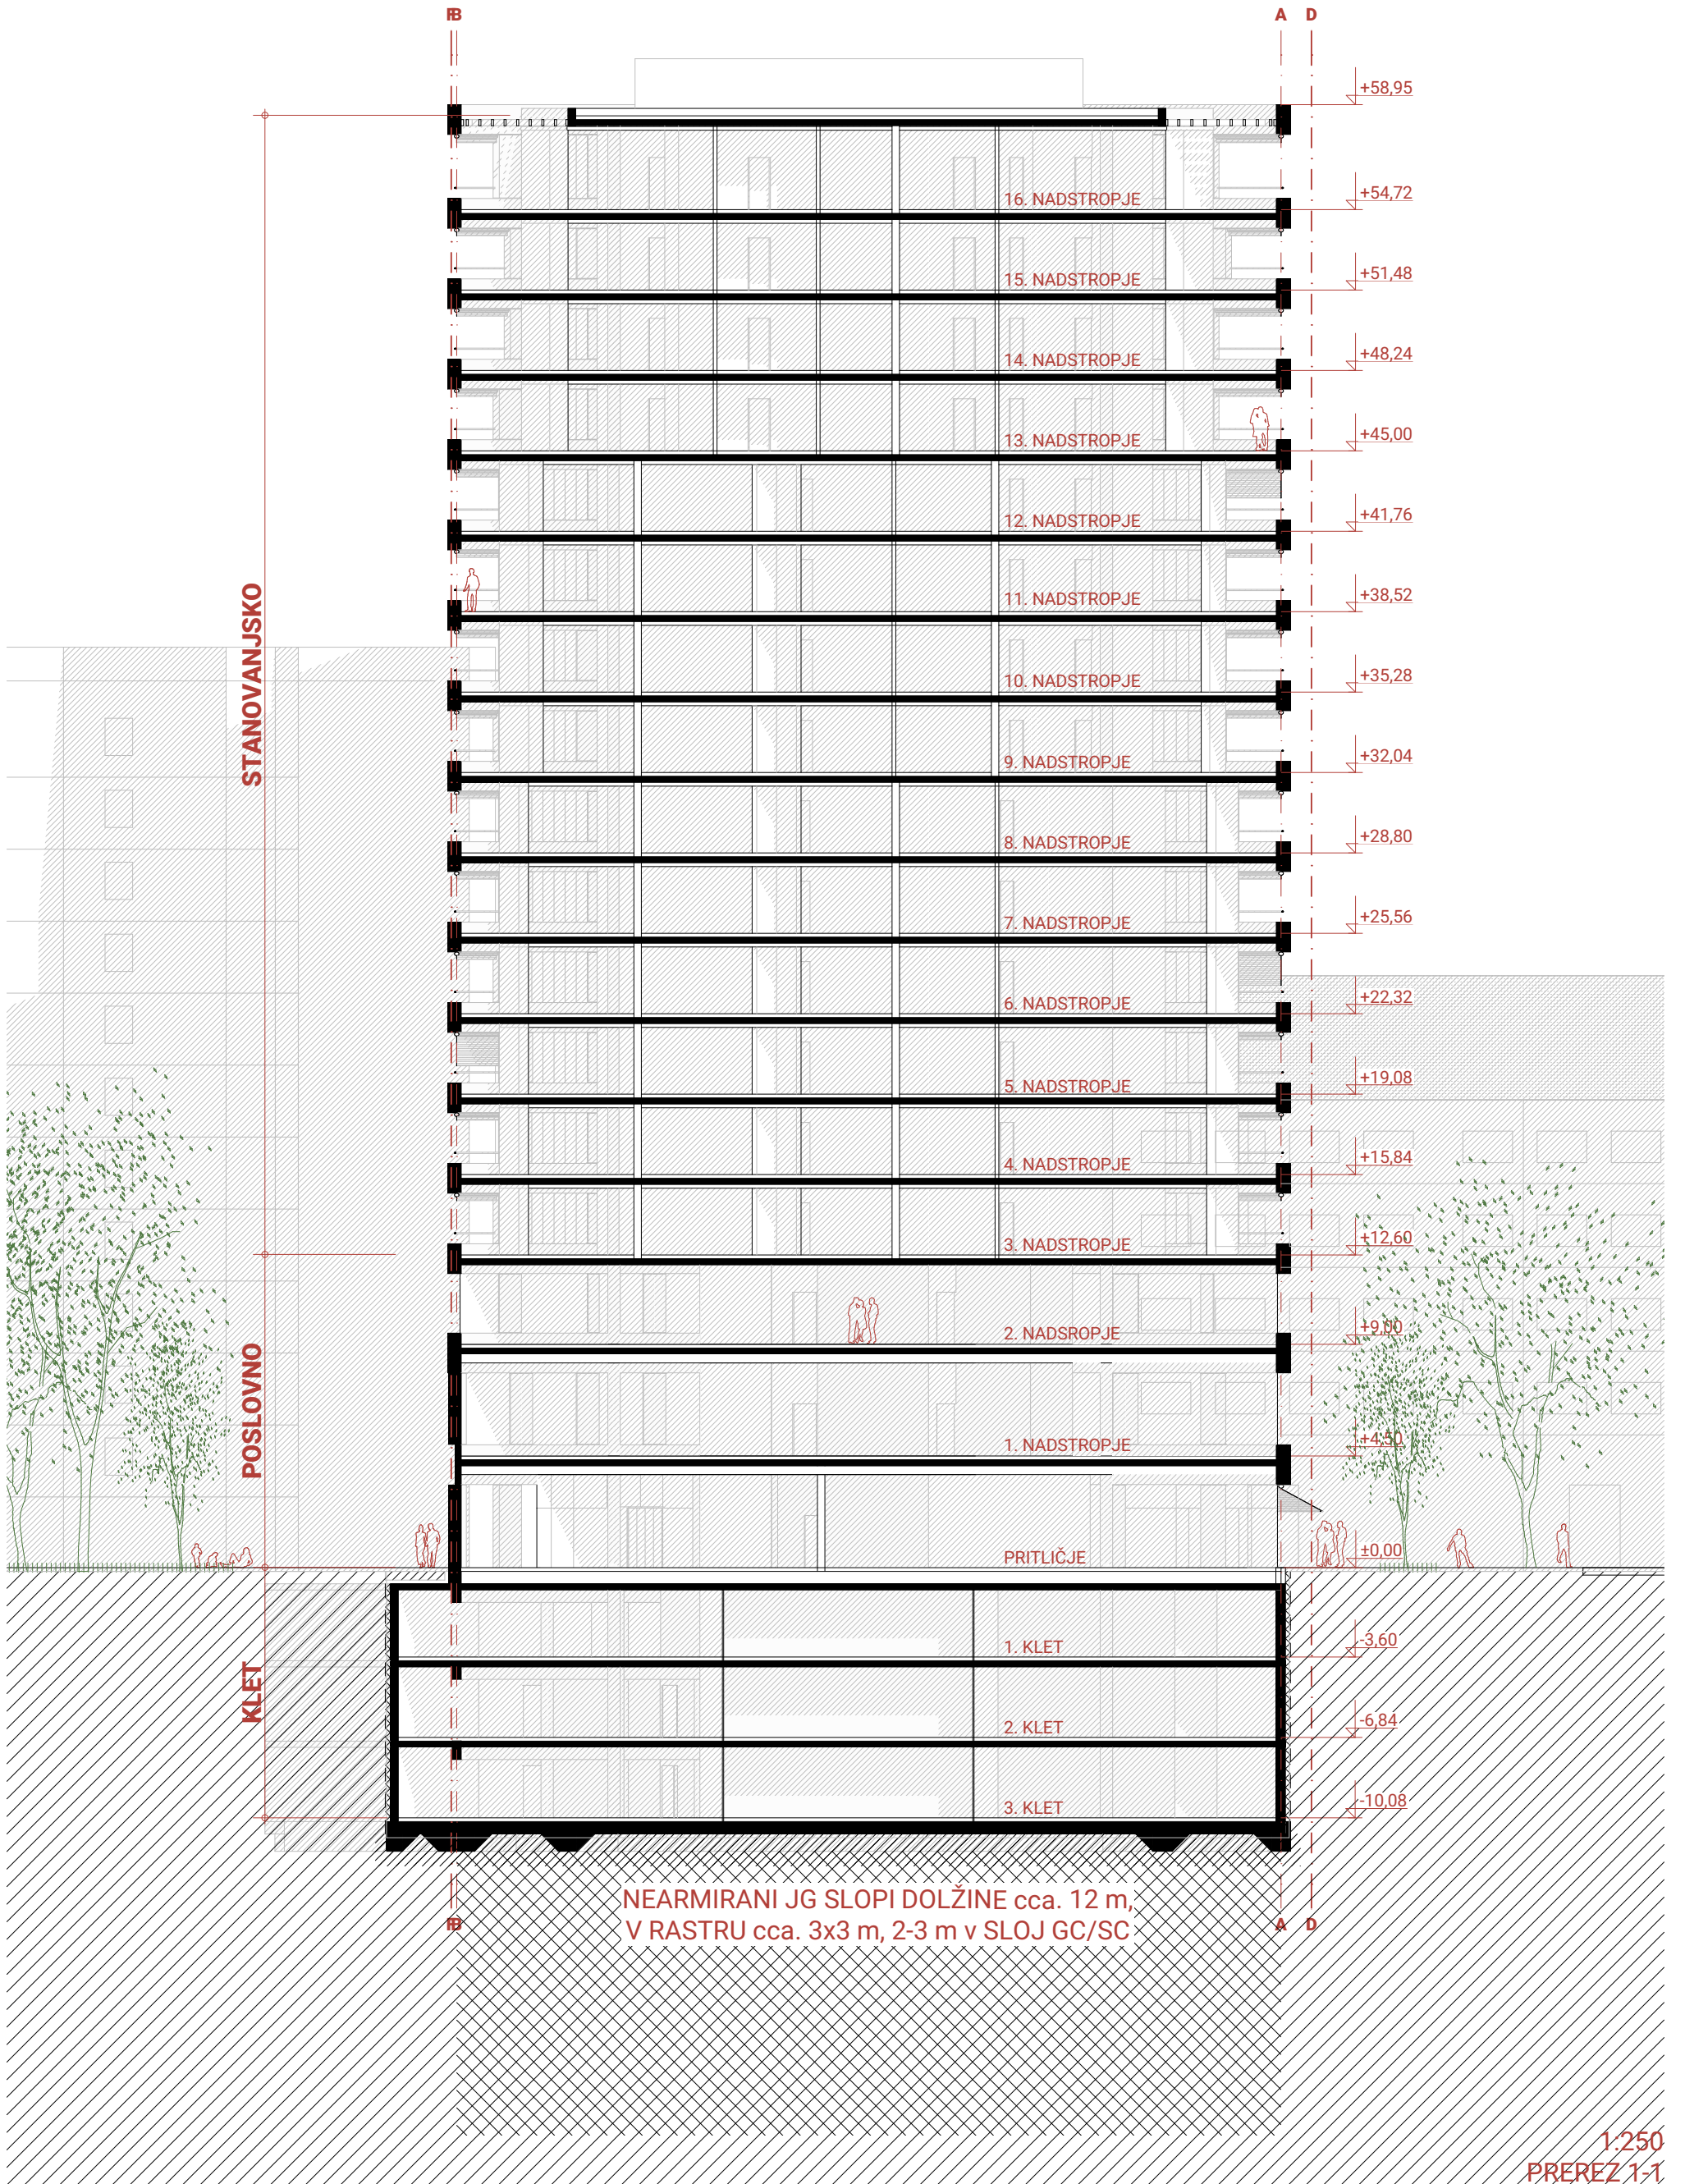 F B A D
+58,95
16. NADSTROPJE +54,72
15. NADSTROPJE +51,48
14. NADSTROPJE +48,24
13. NADSTROPJE +45,00
12. NADSTROPJE +41,76
11. NADSTROPJE +38,52
10. NADSTROPJE +35,28
9. NADSTROPJE +32,04
8. NADSTROPJE +28,80
7. NADSTROPJE +25,56
6. NADSTROPJE +22,32
5. NADSTROPJE +19,08
4. NADSTROPJE +15,84
3. NADSTROPJE +12,60
2. NADSROPJE +9,00
1. NADSTROPJE +4,50
PRITLIČJE ±0,00
1. KLET -3,60
2. KLET -6,84
3. KLET -10,08
STANOVANJSKO
POSLOVNO
KLET
NEARMIRANI JG SLOPI DOLŽINE cca. 12 m,
V RASTRU cca. 3x3 m, 2-3 m v SLOJ GC/SC
F B A D
1:250
PREREZ 1-1